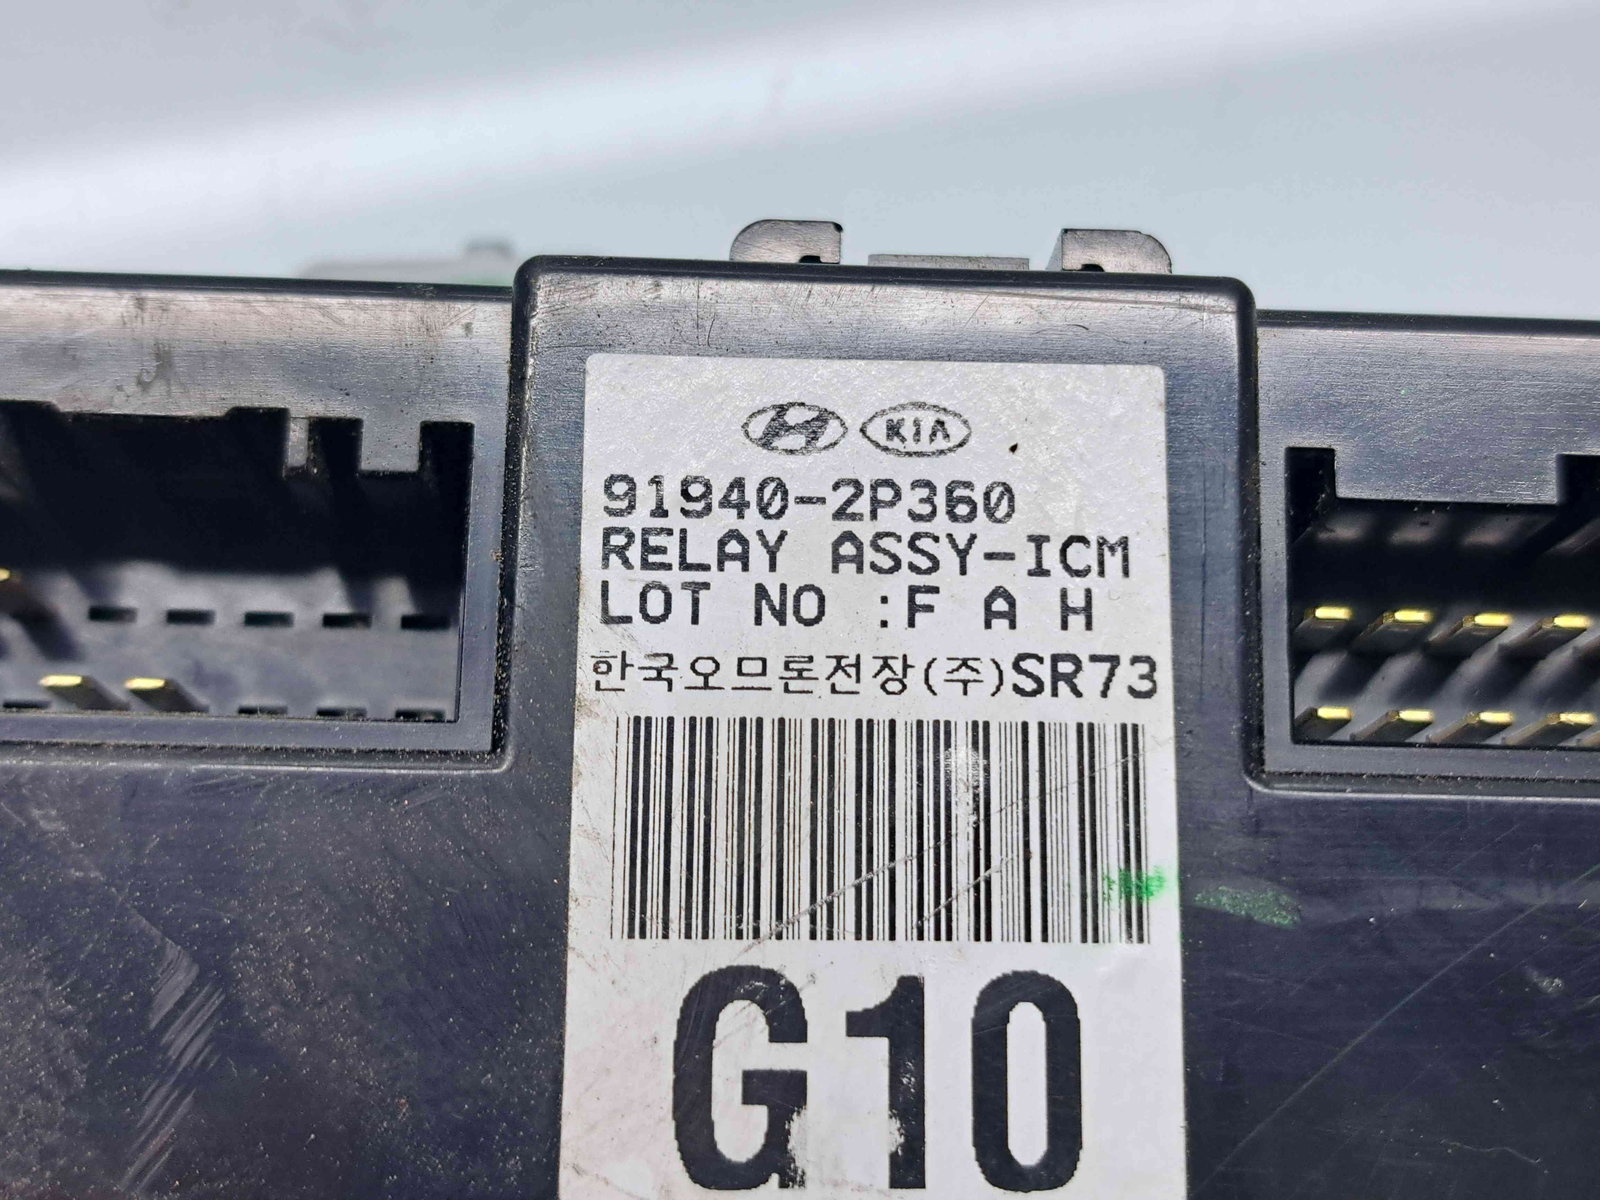 KIA
91940-2P360
RELAY ASSY-ICM
LOT NO :F A H
한국오므론전장(주)SR73
G10